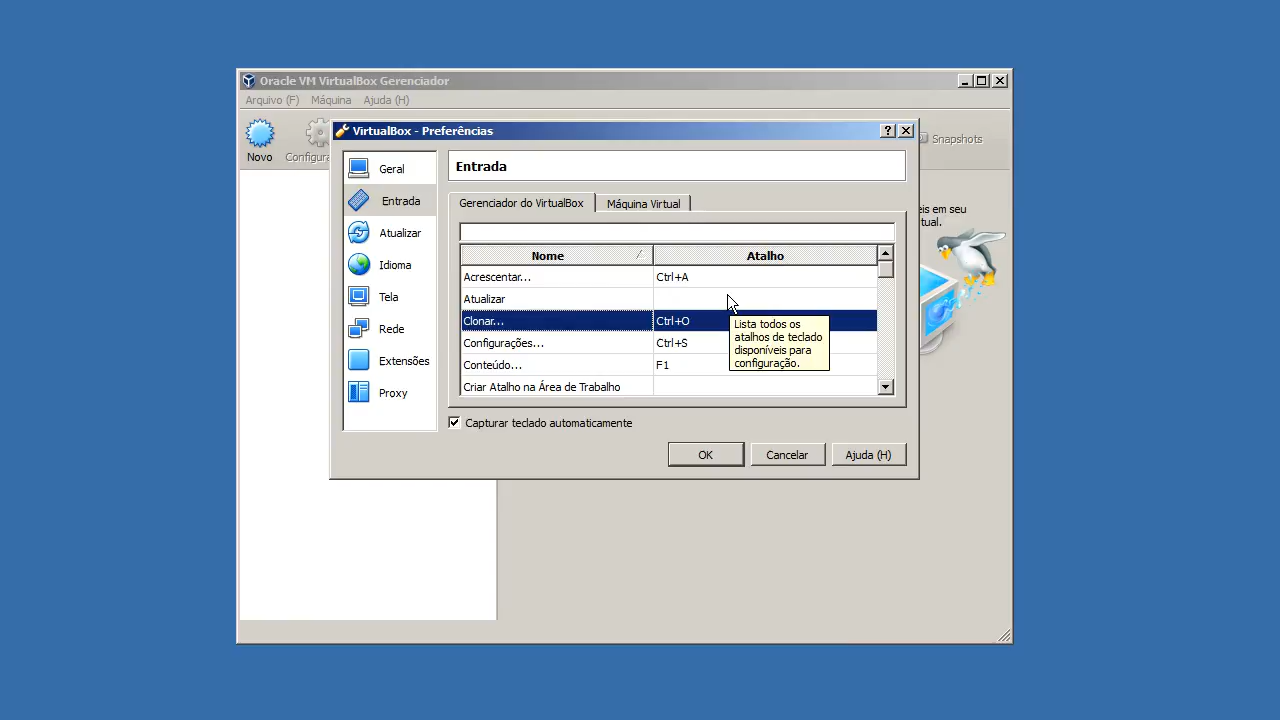 Oracle VM VirtualBox Gerenciador
Arquivo (F) Máquina Ajuda (H)
Novo
Snapshots
VirtualBox - Preferências
Geral
Entrada
Atualizar
Idioma
Tela
Rede
Extensões
Proxy
Entrada
Gerenciador do VirtualBox Máquina Virtual
Nome Atalho
Acrescentar... Ctrl+A
Atualizar
Clonar... Ctrl+O
Configurações... Ctrl+S
Conteúdo... F1
Criar Atalho na Área de Trabalho
Lista todos os
atalhos de teclado
disponíveis para
configuração.
Capturar teclado automaticamente
OK Cancelar Ajuda (H)
em seu